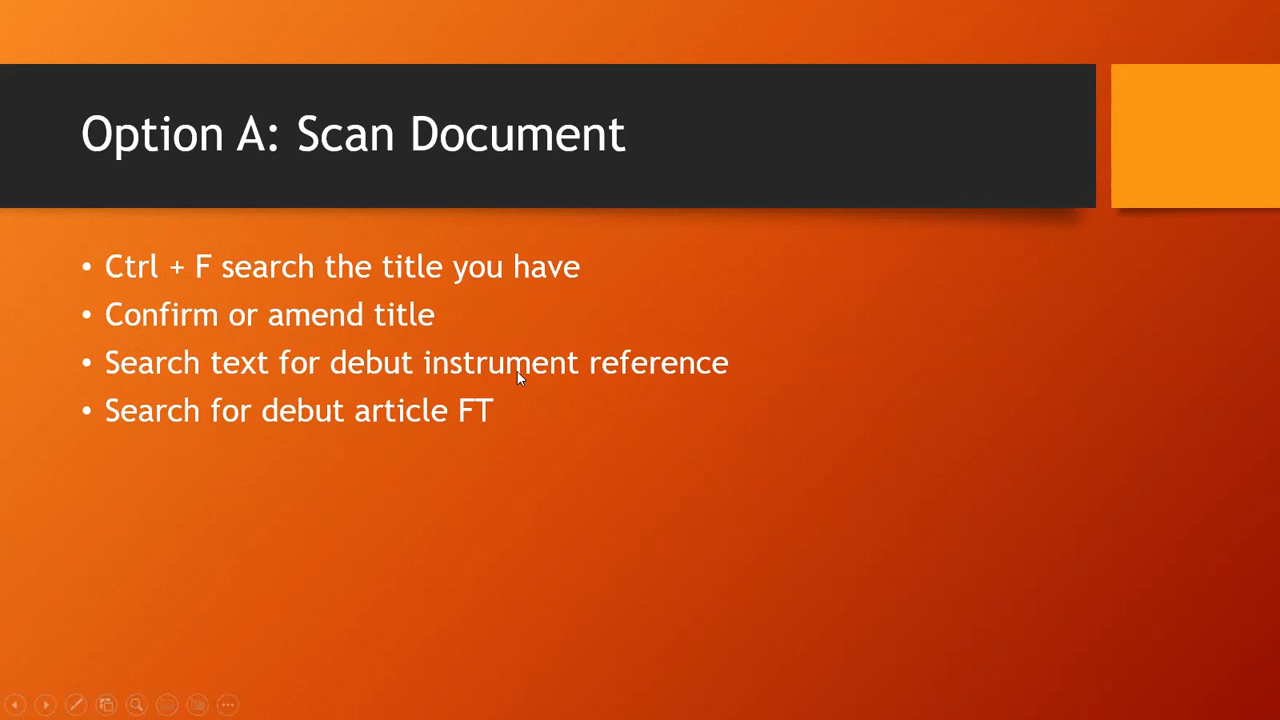 Option A: Scan Document
• Ctrl + F search the title you have
• Confirm or amend title
• Search text for debut instrument reference
• Search for debut article FT